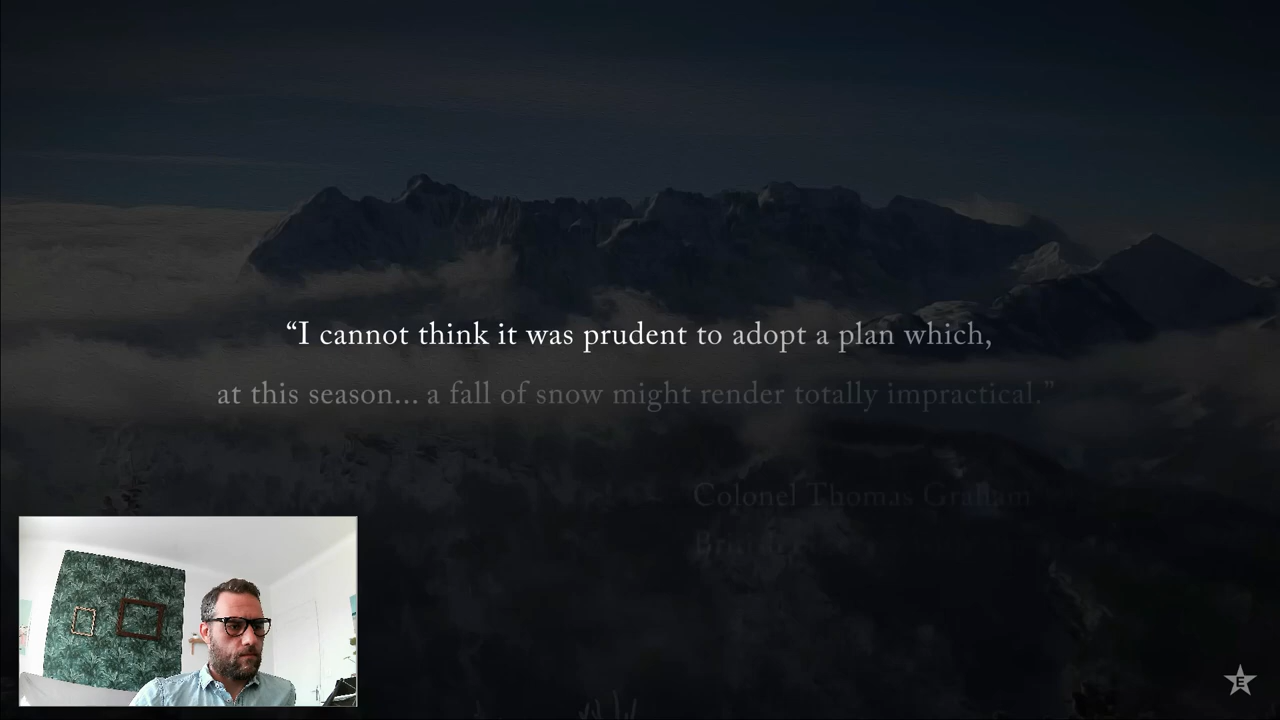 “I cannot think it was prudent to adopt a plan which,
at this season... a fall of snow might render totally impractical.”
Colonel Thomas Graham
E